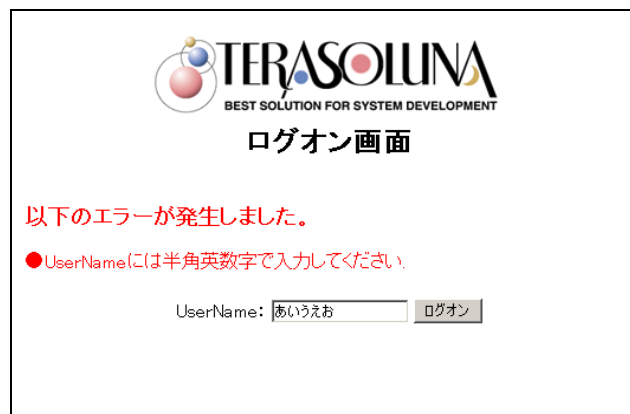 TERASOLUNA
BEST SOLUTION FOR SYSTEM DEVELOPMENT
ログオン画面
以下のエラーが発生しました。
●UserNameには半角英数字で入力してください.
UserName: あいうえお ログオン